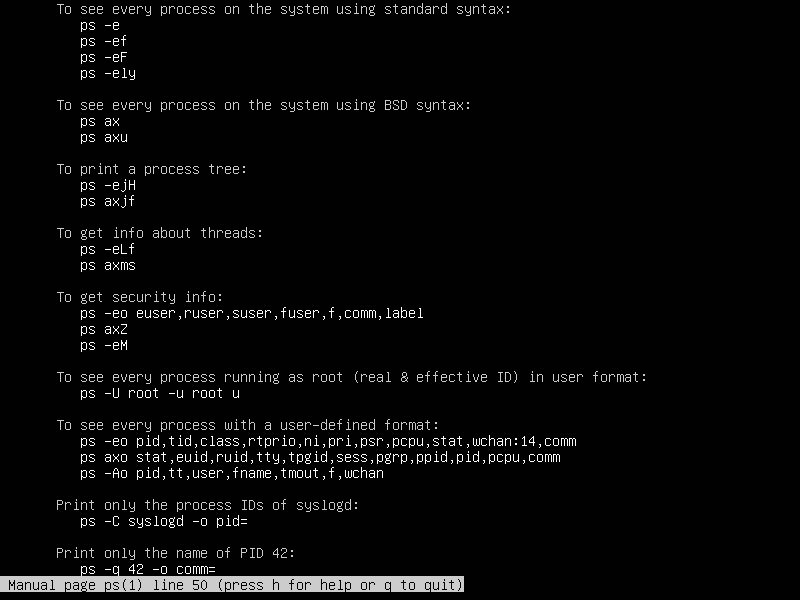 To see every process on the system using standard syntax:
ps -e
ps -ef
ps -eF
ps -ely
To see every process on the system using BSD syntax:
ps ax
ps axu
To print a process tree:
ps -ejH
ps axjf
To get info about threads:
ps -eLf
ps axms
To get security info:
ps -eo euser,ruser,suser,fuser,f,comm,label
ps axZ
ps -eM
To see every process running as root (real & effective ID) in user format:
ps -U root -u root u
To see every process with a user-defined format:
ps -eo pid,tid,class,rtprio,ni,pri,psr,pcpu,stat,wchan:14,comm
ps axo stat,euid,ruid,tty,tpgid,sess,pgrp,ppid,pid,pcpu,comm
ps -Ao pid,tt,user,fname,tmout,f,wchan
Print only the process IDs of syslogd:
ps -C syslogd -o pid=
Print only the name of PID 42:
ps -q 42 -o comm=
Manual page ps(1) line 50 (press h for help or q to quit)